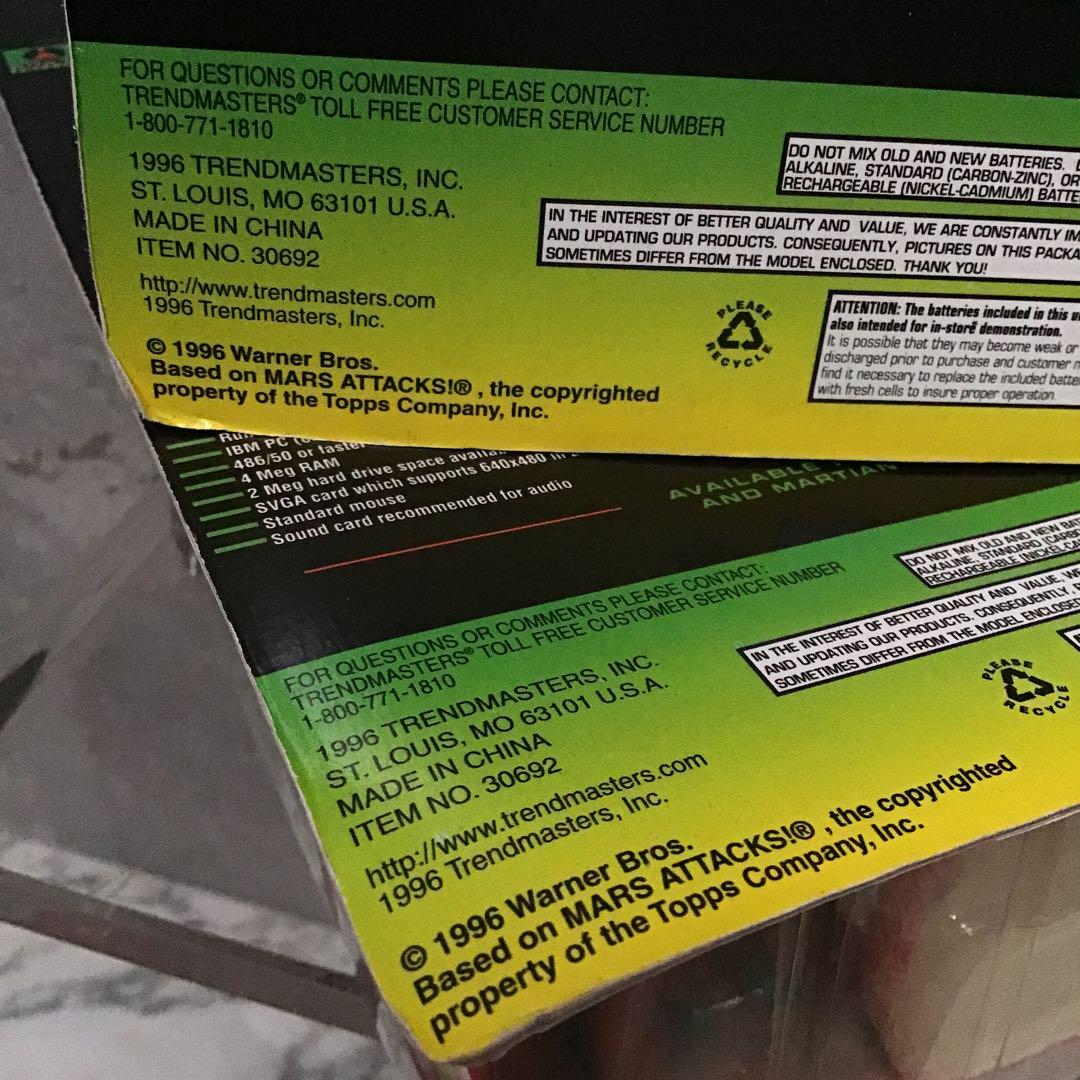 FOR QUESTIONS OR COMMENTS PLEASE CONTACT:
TRENDMASTERS® TOLL FREE CUSTOMER SERVICE NUMBER
1-800-771-1810
1996 TRENDMASTERS, INC.
ST. LOUIS, MO 63101 U.S.A.
MADE IN CHINA
ITEM NO. 30692
http://www.trendmasters.com
1996 Trendmasters, Inc.
© 1996 Warner Bros.
Based on MARS ATTACKS!® , the copyrighted
property of the Topps Company, Inc.
DO NOT MIX OLD AND NEW BATTERIES.
ALKALINE, STANDARD (CARBON-ZINC), OR
RECHARGEABLE (NICKEL-CADMIUM)
IN THE INTEREST OF BETTER QUALITY AND VALUE, WE ARE CONSTANTLY
AND UPDATING OUR PRODUCTS. CONSEQUENTLY, PICTURES ON THIS
SOMETIMES DIFFER FROM THE MODEL ENCLOSED. THANK YOU!
PLEASE
RECYCLE
ATTENTION: The batteries included in this
also intended for in-store demonstration.
It is possible that they may become weak or
discharged prior to purchase and customer
find it necessary to replace the included
with fresh cells to insure proper operation.
IBM PC
486/50 or faster
4 Meg RAM
2 Meg hard drive space
SVGA card which supports 640x480
Standard mouse
Sound card recommended for audio
AVAILABLE
AND MARTIAN
FOR QUESTIONS OR COMMENTS PLEASE CONTACT:
TRENDMASTERS® TOLL FREE CUSTOMER SERVICE NUMBER
1-800-771-1810
1996 TRENDMASTERS, INC.
ST. LOUIS, MO 63101 U.S.A.
MADE IN CHINA
ITEM NO. 30692
http://www.trendmasters.com
1996 Trendmasters, Inc.
© 1996 Warner Bros.
Based on MARS ATTACKS!® , the copyrighted
property of the Topps Company, Inc.
DO NOT MIX OLD AND NEW
ALKALINE, STANDARD
RECHARGEABLE
IN THE INTEREST OF BETTER QUALITY AND VALUE,
AND UPDATING OUR PRODUCTS. CONSEQUENTLY,
SOMETIMES DIFFER FROM THE MODEL ENCLOSED
PLEASE
RECYCLE